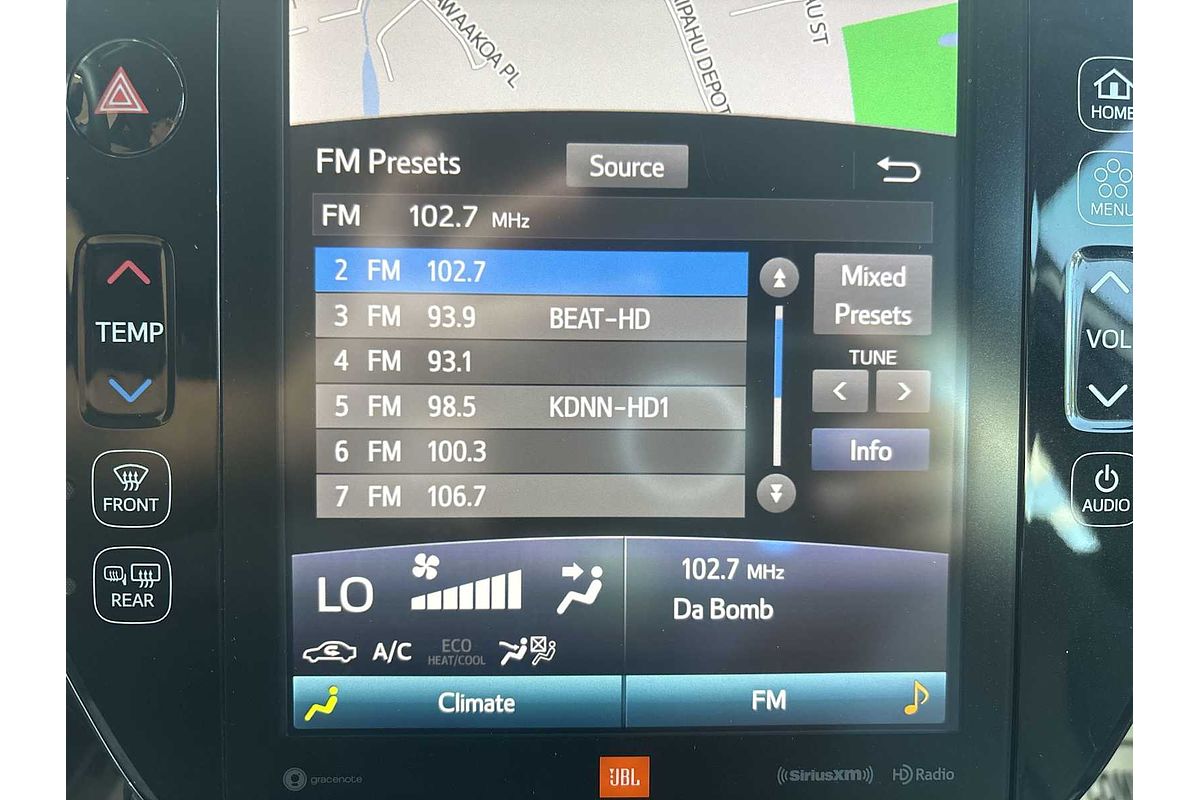 AWAAKOA PL
IPAHU DEPOT
AU ST
FM Presets
Source
HOME
FM 102.7 MHz
MENU
2 FM 102.7
3 FM 93.9 BEAT-HD
4 FM 93.1
5 FM 98.5 KDNN-HD1
6 FM 100.3
7 FM 106.7
Mixed
Presets
TUNE
< >
Info
TEMP
VOL
FRONT
AUDIO
REAR
LO
A/C
ECO
HEAT/COOL
102.7 MHz
Da Bomb
Climate
FM
gracenote
JBL
((SiriusXM))
HD Radio